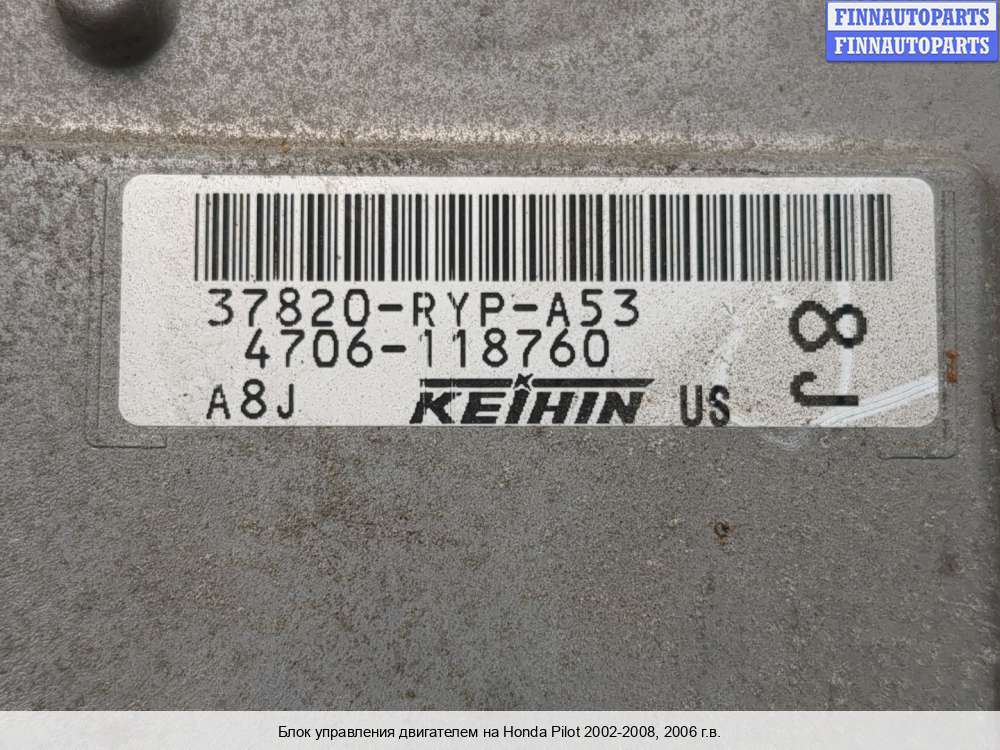 FINNAUTOPARTS
FINNAUTOPARTS
37820-RYP-A53
4706-118760
A8J KEIHIN US
8J
Блок управления двигателем на Honda Pilot 2002-2008, 2006 г.в.